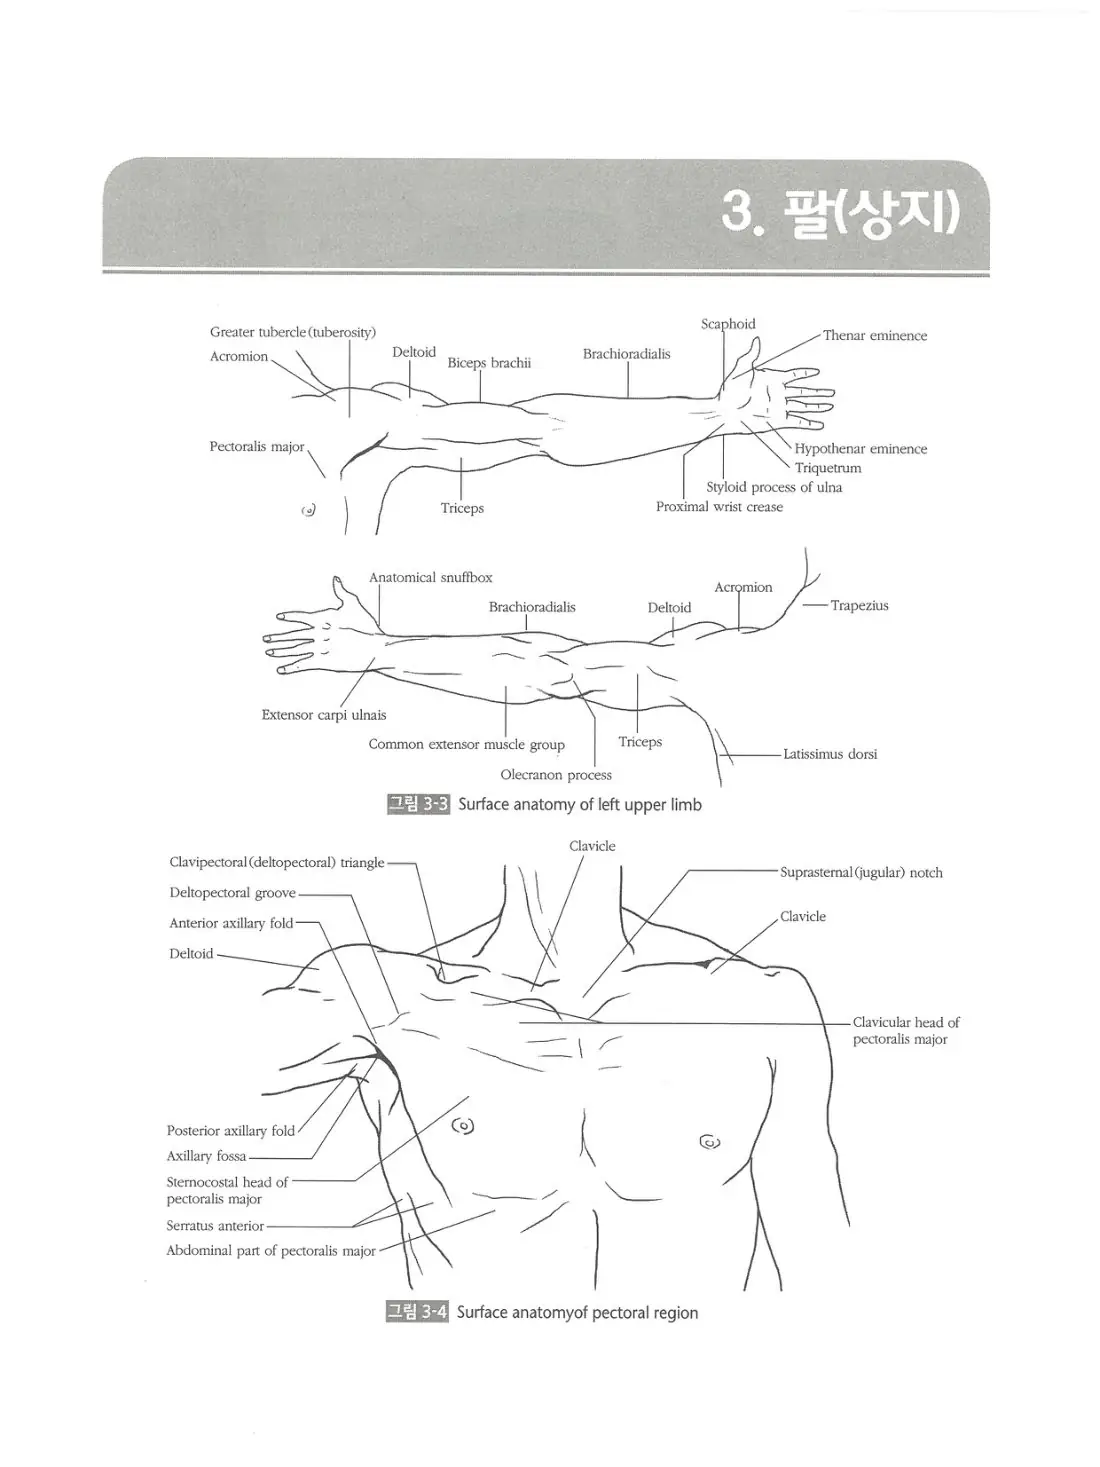 3. 팔(상지)
Greater tubercle (tuberosity)
Acromion
Deltoid
Biceps brachii
Brachioradialis
Scaphoid
Thenar eminence
Pectoralis major
Triceps
Hypothenar eminence
Triquetrum
Styloid process of ulna
Proximal wrist crease
Anatomical snuffbox
Brachioradialis
Deltoid
Acromion
Trapezius
Extensor carpi ulnais
Common extensor muscle group
Olecranon process
Triceps
Latissimus dorsi
그림 3-3 Surface anatomy of left upper limb
Clavicle
Clavipectoral (deltopectoral) triangle
Deltopectoral groove
Anterior axillary fold
Deltoid
Suprasternal (jugular) notch
Clavicle
Clavicular head of
pectoralis major
Posterior axillary fold
Axillary fossa
Sternocostal head of
pectoralis major
Serratus anterior
Abdominal part of pectoralis major
그림 3-4 Surface anatomyof pectoral region